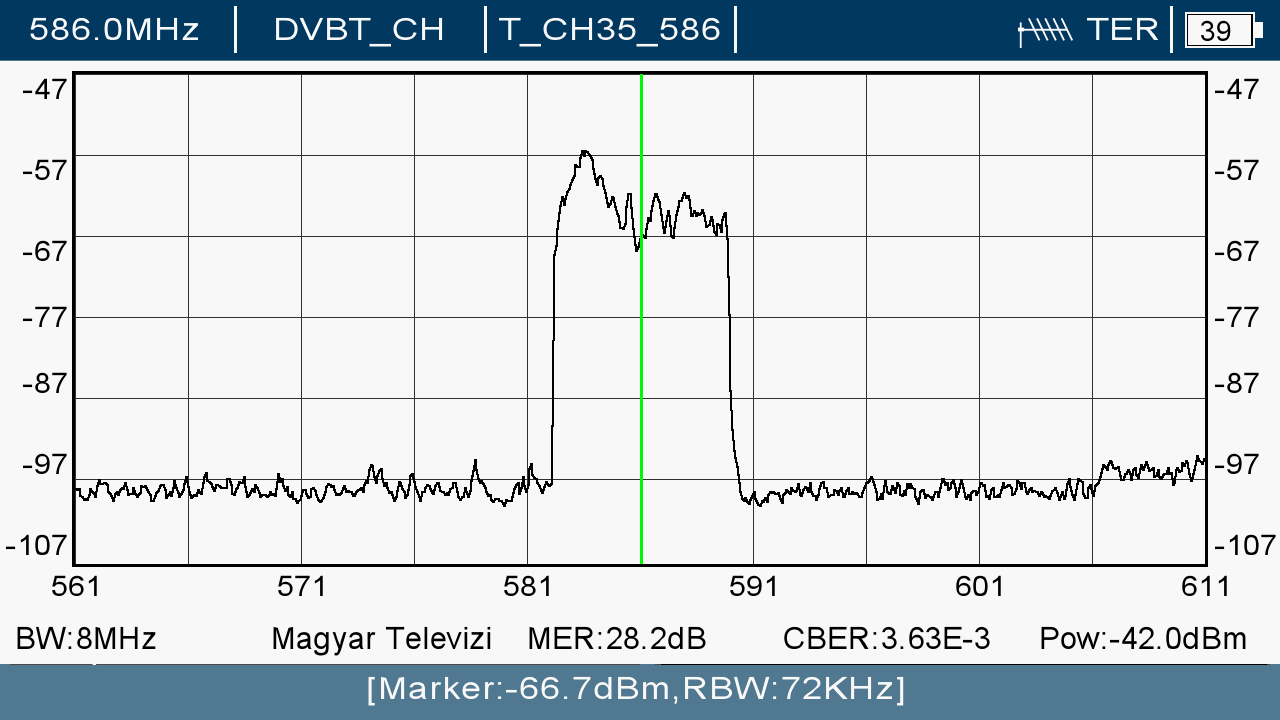 586.0MHz DVBT_CH T_CH35_586 TER 39
-47 -47
-57 -57
-67 -67
-77 -77
-87 -87
-97 -97
-107 -107
561 571 581 591 601 611
BW:8MHz Magyar Televizi MER:28.2dB CBER:3.63E-3 Pow:-42.0dBm
[Marker:-66.7dBm,RBW:72KHz]